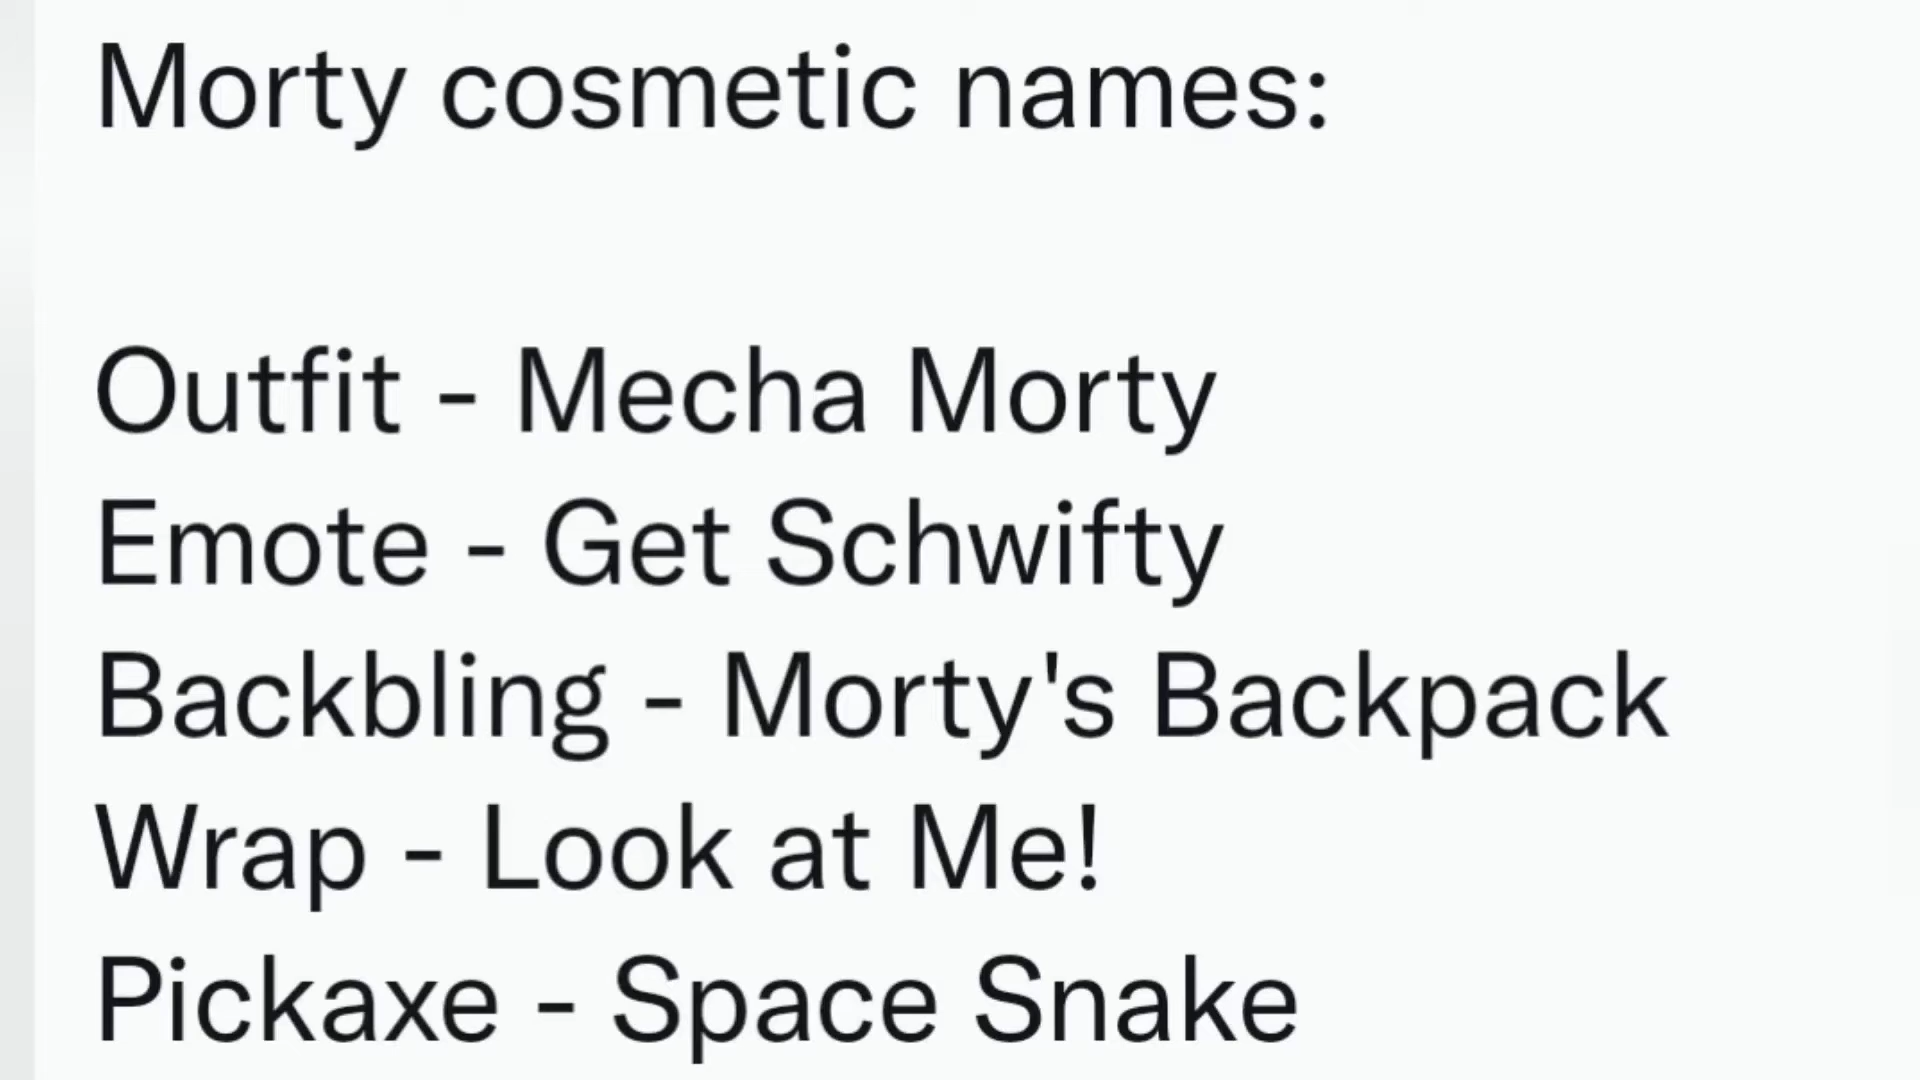 Morty cosmetic names:
Outfit - Mecha Morty
Emote - Get Schwifty
Backbling - Morty's Backpack
Wrap - Look at Me!
Pickaxe - Space Snake